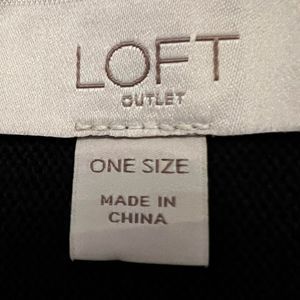 LOFT
OUTLET
ONE SIZE
MADE IN
CHINA